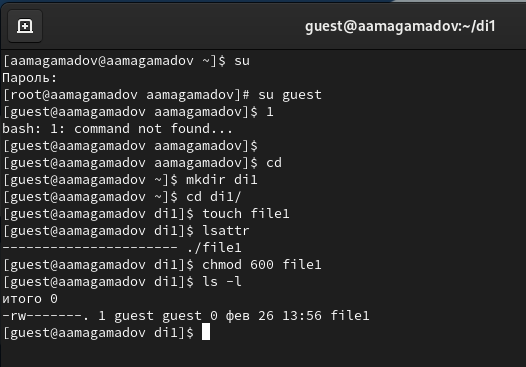 guest@aamagamadov:~/di1
[aamagamadov@aamagamadov ~]$ su
Пароль:
[root@aamagamadov aamagamadov]# su guest
[guest@aamagamadov aamagamadov]$ 1
bash: 1: command not found...
[guest@aamagamadov aamagamadov]$
[guest@aamagamadov aamagamadov]$ cd
[guest@aamagamadov ~]$ mkdir di1
[guest@aamagamadov ~]$ cd di1/
[guest@aamagamadov di1]$ touch file1
[guest@aamagamadov di1]$ lsattr
---------------------- ./file1
[guest@aamagamadov di1]$ chmod 600 file1
[guest@aamagamadov di1]$ ls -l
итого 0
-rw-------. 1 guest guest 0 фев 26 13:56 file1
[guest@aamagamadov di1]$